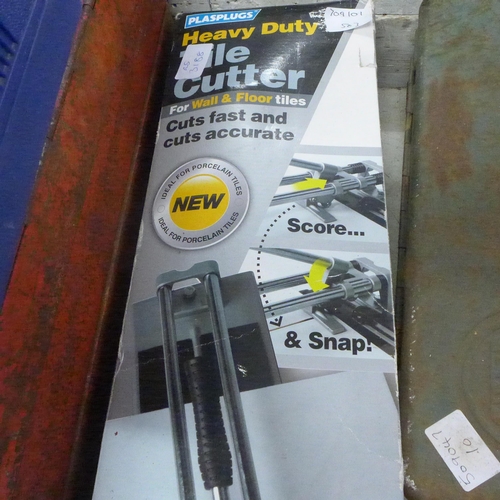 PLASPLUGS
Heavy Duty
Tile
Cutter
For Wall & Floor tiles
Cuts fast and
cuts accurate
IDEAL FOR PORCELAIN TILES
NEW
IDEAL FOR PORCELAIN TILES
Score...
& Snap!
509047